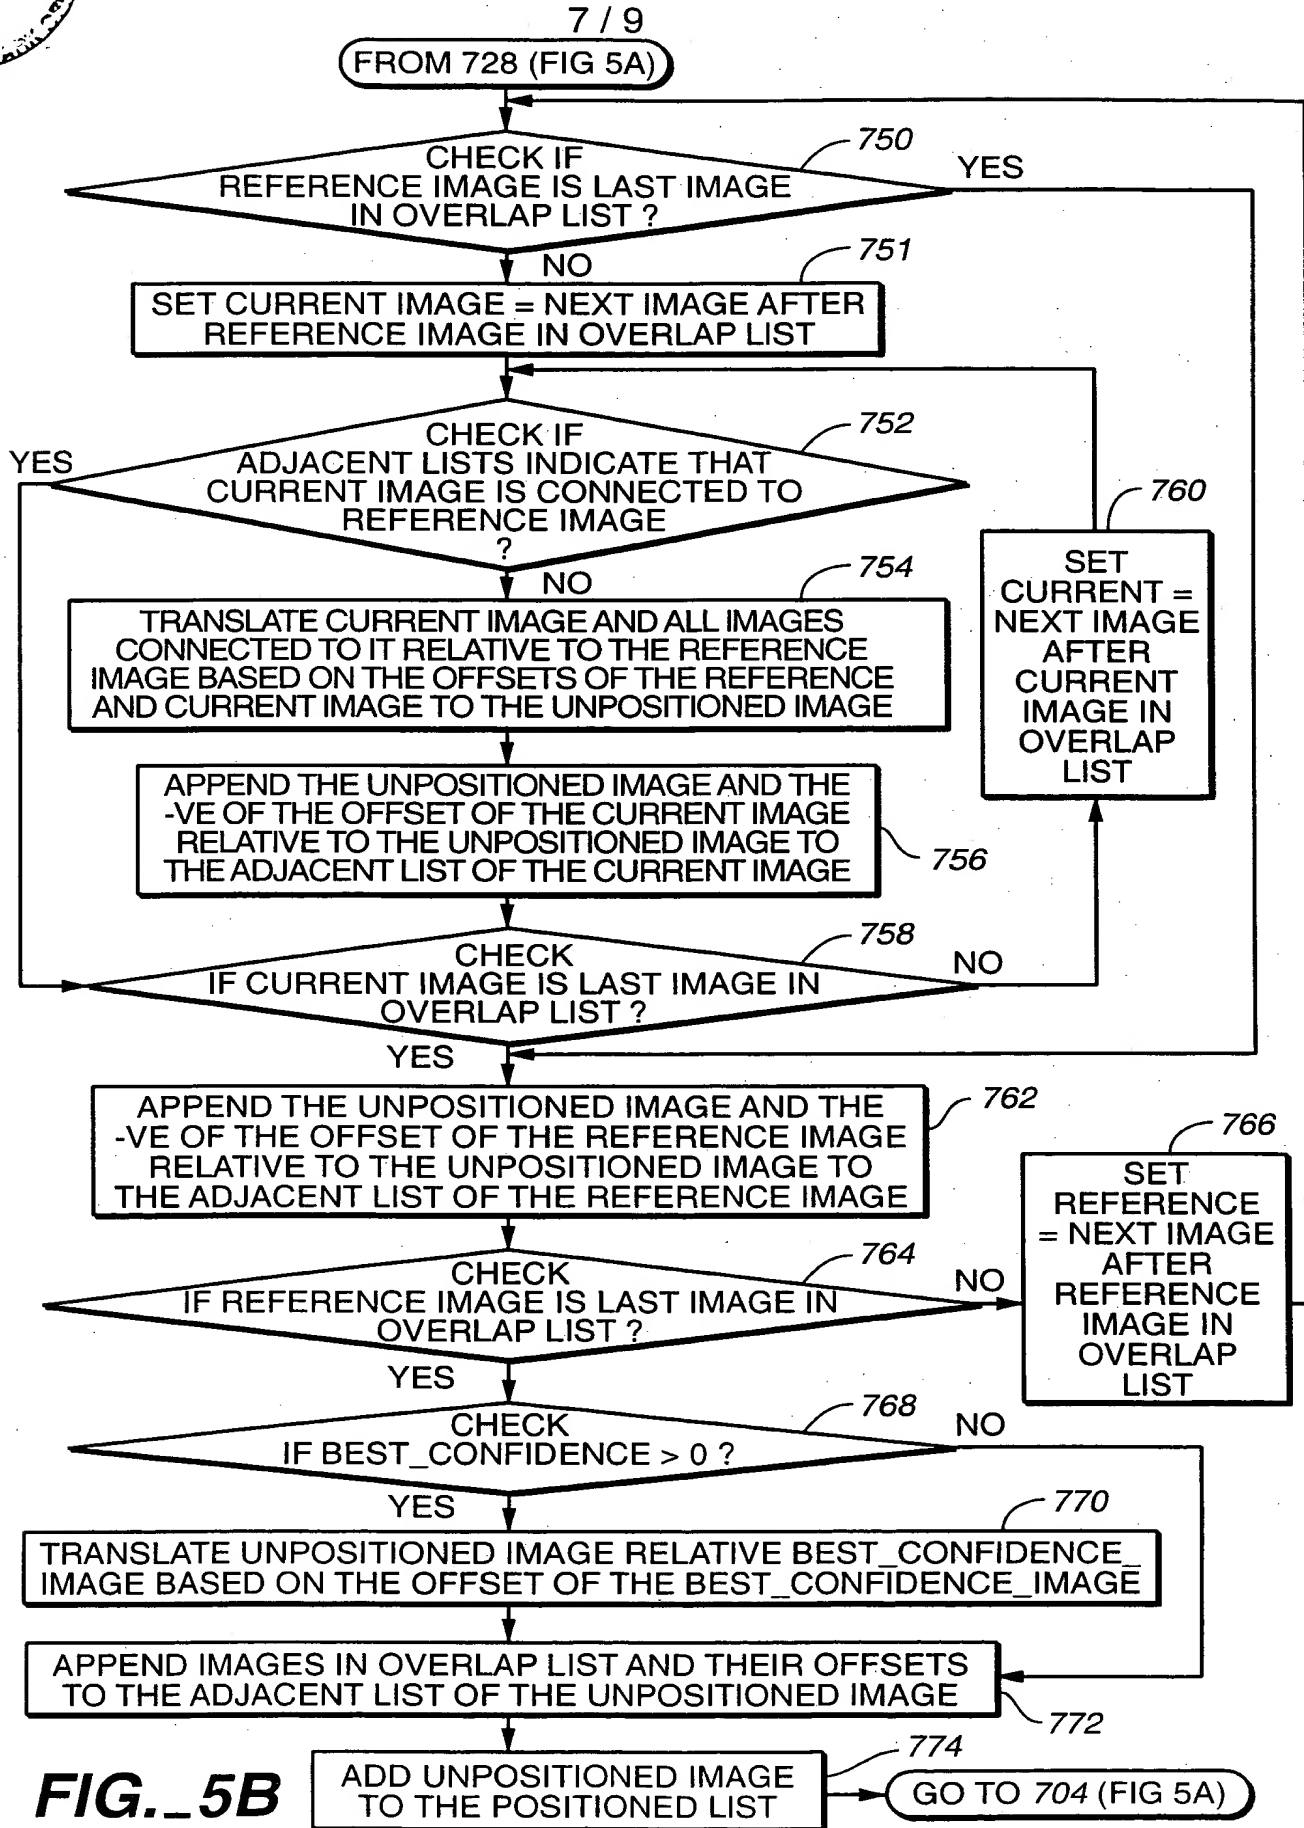 7 / 9
FROM 728 (FIG 5A)
750
CHECK IF
REFERENCE IMAGE IS LAST IMAGE
IN OVERLAP LIST ?
YES
NO
751
SET CURRENT IMAGE = NEXT IMAGE AFTER
REFERENCE IMAGE IN OVERLAP LIST
752
CHECK IF
ADJACENT LISTS INDICATE THAT
CURRENT IMAGE IS CONNECTED TO
REFERENCE IMAGE
?
YES
NO
760
SET
CURRENT =
NEXT IMAGE
AFTER
CURRENT
IMAGE IN
OVERLAP
LIST
754
TRANSLATE CURRENT IMAGE AND ALL IMAGES
CONNECTED TO IT RELATIVE TO THE REFERENCE
IMAGE BASED ON THE OFFSETS OF THE REFERENCE
AND CURRENT IMAGE TO THE UNPOSITIONED IMAGE
APPEND THE UNPOSITIONED IMAGE AND THE
-VE OF THE OFFSET OF THE CURRENT IMAGE
RELATIVE TO THE UNPOSITIONED IMAGE TO
THE ADJACENT LIST OF THE CURRENT IMAGE
756
758
CHECK
IF CURRENT IMAGE IS LAST IMAGE IN
OVERLAP LIST ?
NO
YES
762
APPEND THE UNPOSITIONED IMAGE AND THE
-VE OF THE OFFSET OF THE REFERENCE IMAGE
RELATIVE TO THE UNPOSITIONED IMAGE TO
THE ADJACENT LIST OF THE REFERENCE IMAGE
766
SET
REFERENCE
= NEXT IMAGE
AFTER
REFERENCE
IMAGE IN
OVERLAP
LIST
764
CHECK
IF REFERENCE IMAGE IS LAST IMAGE IN
OVERLAP LIST ?
NO
YES
768
CHECK
IF BEST_CONFIDENCE > 0 ?
NO
YES
770
TRANSLATE UNPOSITIONED IMAGE RELATIVE BEST_CONFIDENCE_
IMAGE BASED ON THE OFFSET OF THE BEST_CONFIDENCE_IMAGE
APPEND IMAGES IN OVERLAP LIST AND THEIR OFFSETS
TO THE ADJACENT LIST OF THE UNPOSITIONED IMAGE
772
774
ADD UNPOSITIONED IMAGE
TO THE POSITIONED LIST
GO TO 704 (FIG 5A)
FIG._5B